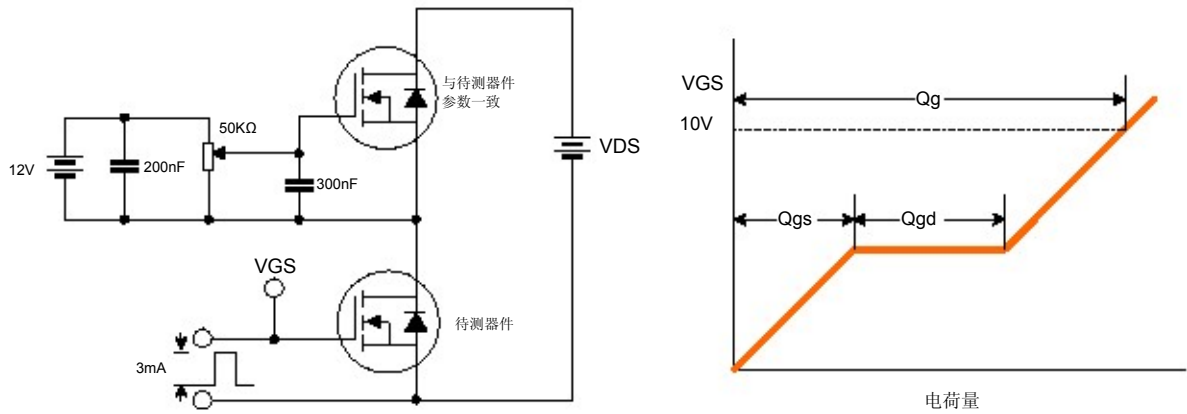 与待测器件
参数一致
50KΩ
12V
200nF
300nF
VDS
VGS
待测器件
3mA
VGS
10V
Qg
Qgs
Qgd
电荷量